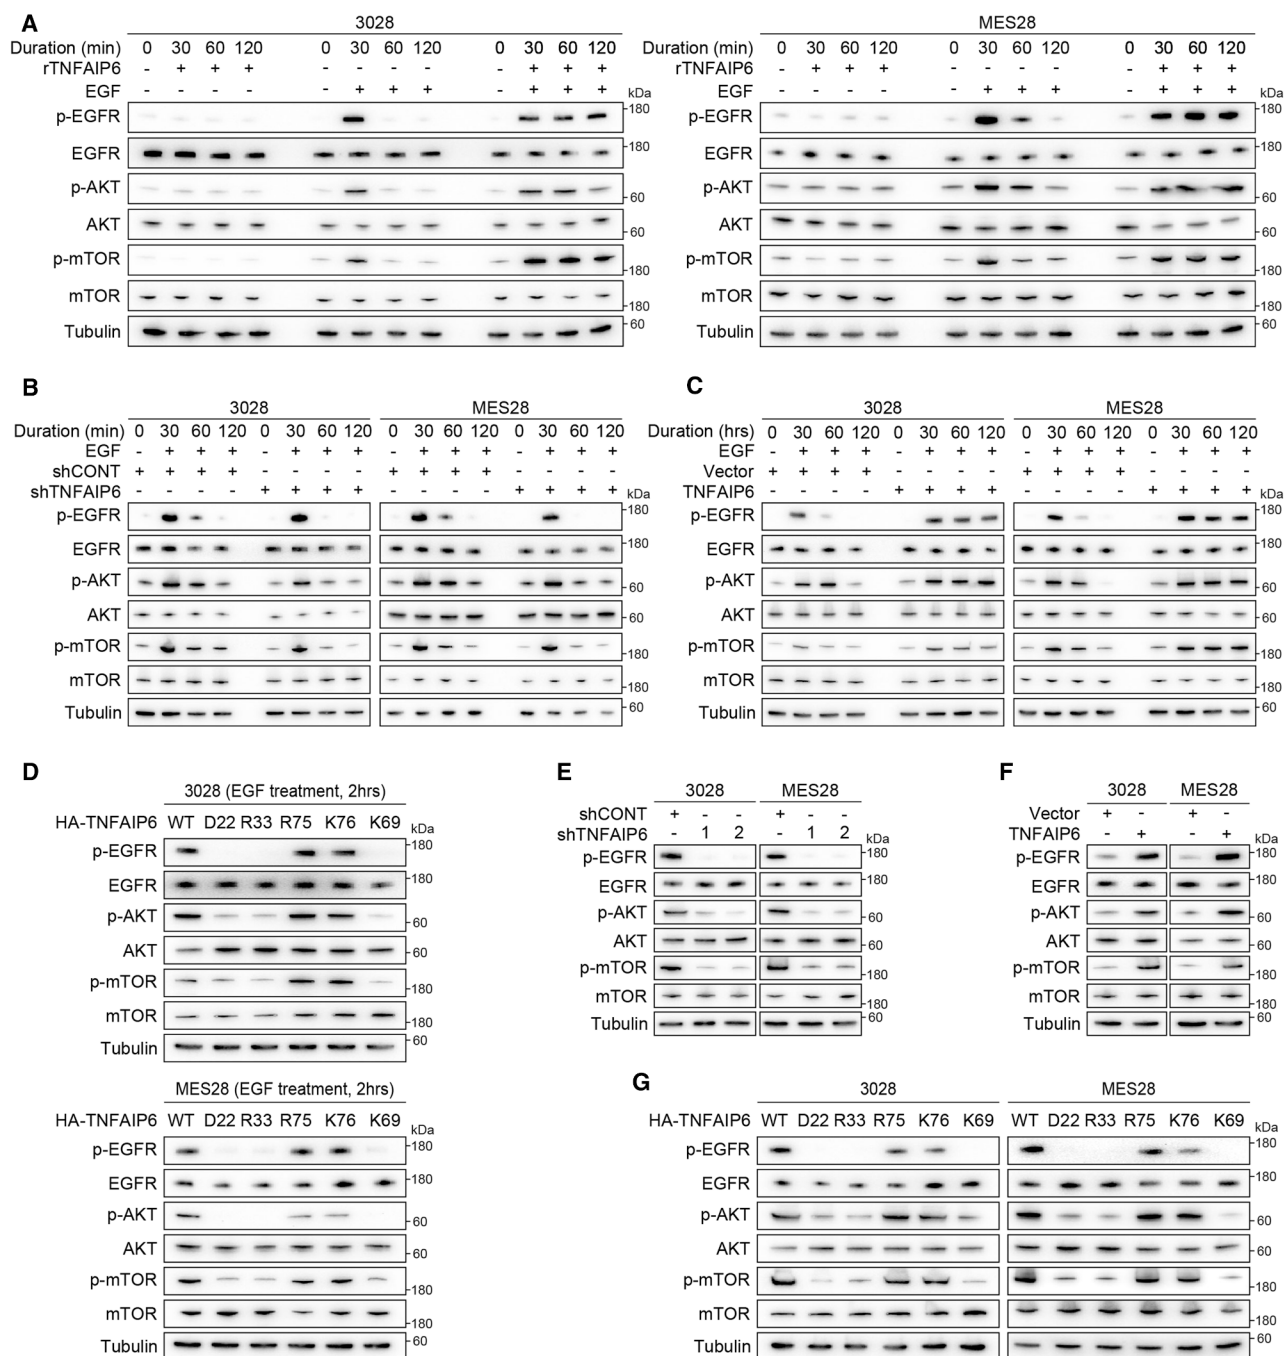 A
3028
Duration (min) 0 30 60 120 0 30 60 120 0 30 60 120
rTNFAIP6 - + + + - - - - - + + +
EGF - - - - - + + + - + + + kDa
p-EGFR 180
EGFR 180
p-AKT 60
AKT 60
p-mTOR 180
mTOR 180
Tubulin 60
MES28
Duration (min) 0 30 60 120 0 30 60 120 0 30 60 120
rTNFAIP6 - + + + - - - - - + + +
EGF - - - - - + + + - + + + kDa
p-EGFR 180
EGFR 180
p-AKT 60
AKT 60
p-mTOR 180
mTOR 180
Tubulin 60
B
3028 MES28
Duration (min) 0 30 60 120 0 30 60 120 0 30 60 120 0 30 60 120
EGF - + + + - + + + - + + + - + + +
shCONT + + + + - - - - + + + + - - - -
shTNFAIP6 - - - - + + + + - - - - + + + + kDa
p-EGFR 180
EGFR 180
p-AKT 60
AKT 60
p-mTOR 180
mTOR 180
Tubulin 60
C
3028 MES28
Duration (hrs) 0 30 60 120 0 30 60 120 0 30 60 120 0 30 60 120
EGF - + + + - + + + - + + + - + + +
Vector + + + + - - - - + + + + - - - -
TNFAIP6 - - - - + + + + - - - - + + + + kDa
p-EGFR 180
EGFR 180
p-AKT 60
AKT 60
p-mTOR 180
mTOR 180
Tubulin 60
D
3028 (EGF treatment, 2hrs)
HA-TNFAIP6 WT D22 R33 R75 K76 K69 kDa
p-EGFR 180
EGFR 180
p-AKT 60
AKT 60
p-mTOR 180
mTOR 180
Tubulin 60
MES28 (EGF treatment, 2hrs)
HA-TNFAIP6 WT D22 R33 R75 K76 K69 kDa
p-EGFR 180
EGFR 180
p-AKT 60
AKT 60
p-mTOR 180
mTOR 180
Tubulin 60
E
3028 MES28
shCONT + - - + - -
shTNFAIP6 - 1 2 - 1 2 kDa
p-EGFR 180
EGFR 180
p-AKT 60
AKT 60
p-mTOR 180
mTOR 180
Tubulin 60
F
3028 MES28
Vector + - + -
TNFAIP6 - + - + kDa
p-EGFR 180
EGFR 180
p-AKT 60
AKT 60
p-mTOR 180
mTOR 180
Tubulin 60
G
3028 MES28
HA-TNFAIP6 WT D22 R33 R75 K76 K69 WT D22 R33 R75 K76 K69 kDa
p-EGFR 180
EGFR 180
p-AKT 60
AKT 60
p-mTOR 180
mTOR 180
Tubulin 60